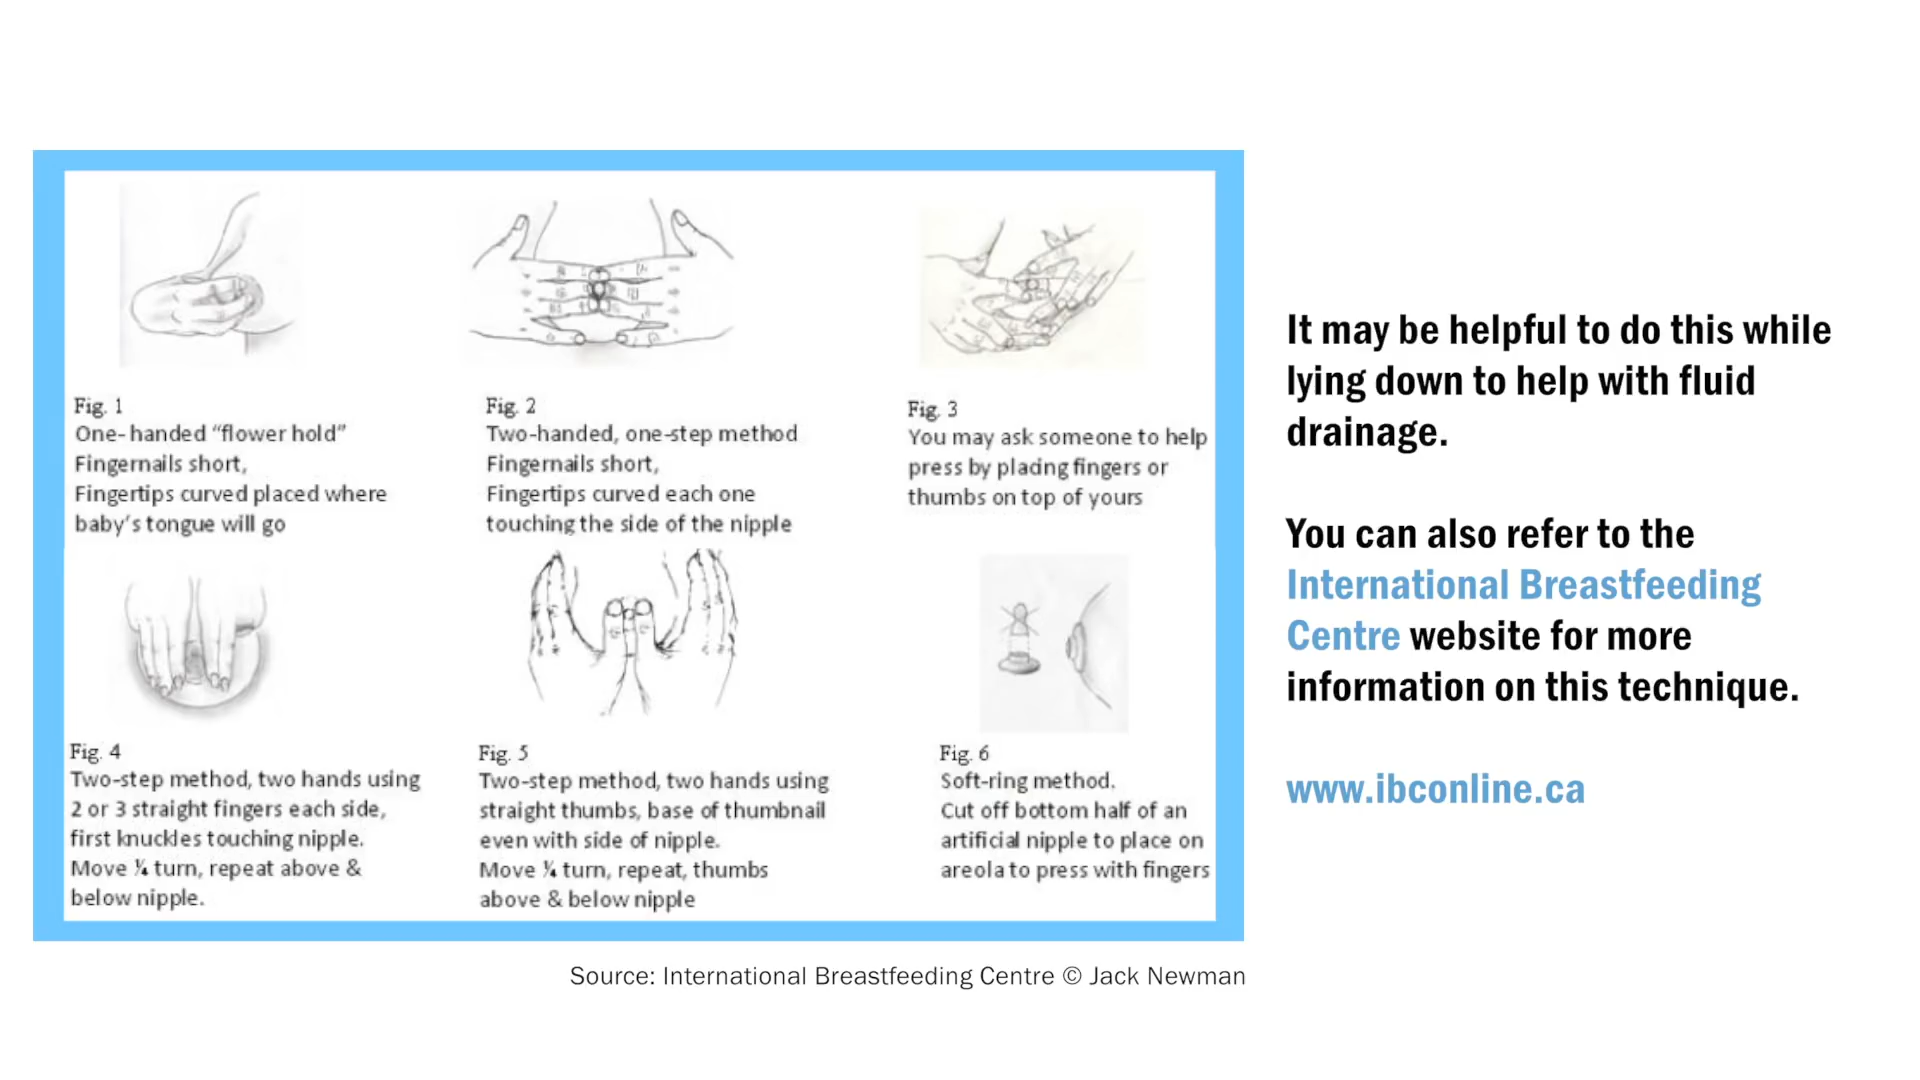 Fig. 1
One-handed “flower hold”
Fingernails short,
Fingertips curved placed where
baby’s tongue will go
Fig. 2
Two-handed, one-step method
Fingernails short,
Fingertips curved each one
touching the side of the nipple
Fig. 3
You may ask someone to help
press by placing fingers or
thumbs on top of yours
Fig. 4
Two-step method, two hands using
2 or 3 straight fingers each side,
first knuckles touching nipple.
Move ¼ turn, repeat above &
below nipple.
Fig. 5
Two-step method, two hands using
straight thumbs, base of thumbnail
even with side of nipple.
Move ¼ turn, repeat, thumbs
above & below nipple
Fig. 6
Soft-ring method.
Cut off bottom half of an
artificial nipple to place on
areola to press with fingers
Source: International Breastfeeding Centre © Jack Newman
It may be helpful to do this while
lying down to help with fluid
drainage.
You can also refer to the
International Breastfeeding
Centre website for more
information on this technique.
www.ibconline.ca